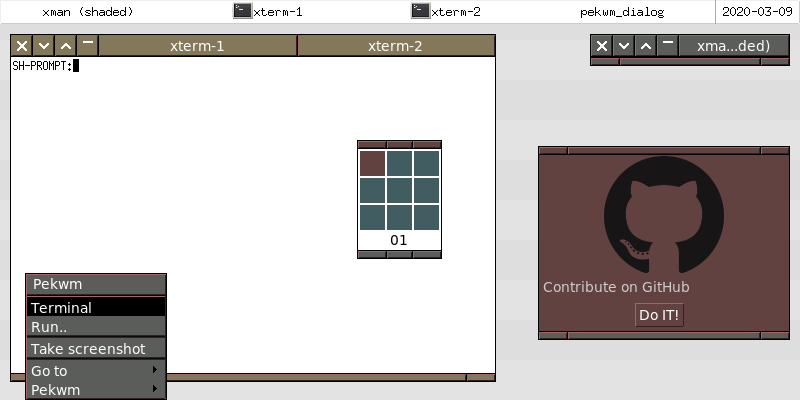 xman (shaded) xterm-1 xterm-2 pekwm_dialog 2020-03-09
xterm-1 xterm-2
xma...ded)
SH-PROMPT:
01
Pekwm
Terminal
Run..
Take screenshot
Go to
Pekwm
Contribute on GitHub
Do IT!